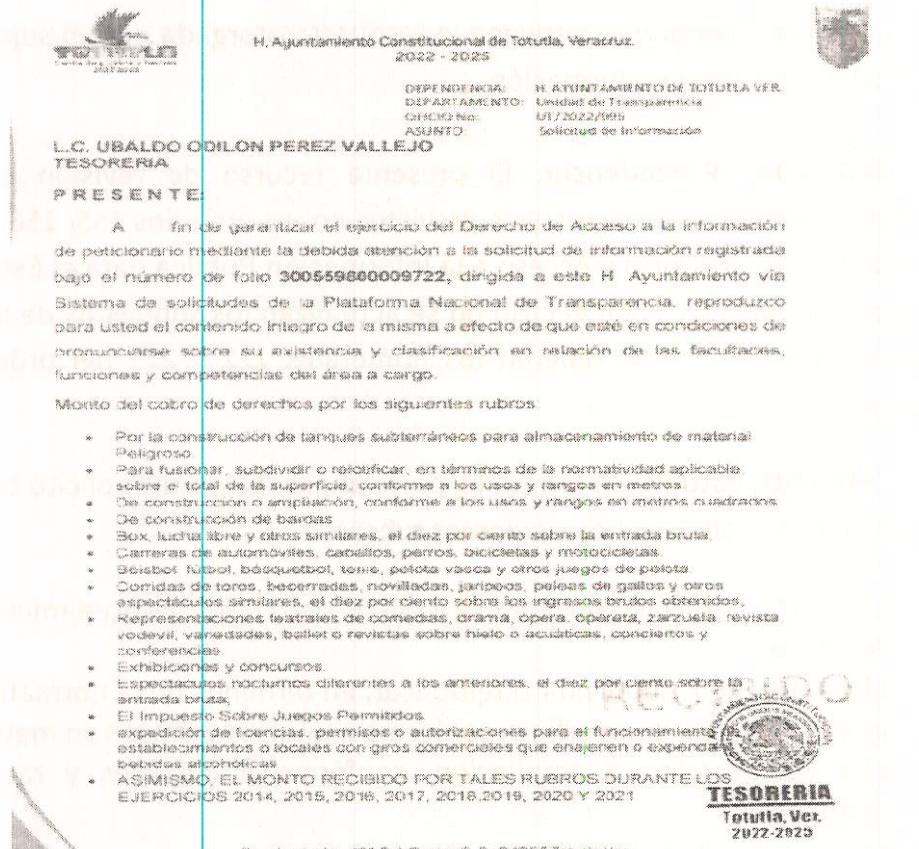 TOTUTLA
H. Ayuntamiento Constitucional de Totutla, Veracruz.
2022 - 2025
DEPENDENCIA: H. AYUNTAMIENTO DE TOTUTLA VER.
DEPARTAMENTO: Unidad de Transparencia
OFICIO No: UT/2022/095
ASUNTO: Solicitud de Información
L.C. UBALDO ODILON PEREZ VALLEJO
TESORERIA
PRESENTE:
A fin de garantizar el ejercicio del Derecho de Acceso a la información
de peticionario mediante la debida atención a la solicitud de información registrada
bajo el número de folio 300559800009722, dirigida a este H. Ayuntamiento vía
Sistema de solicitudes de la Plataforma Nacional de Transparencia, reproduzco
para usted el contenido íntegro de la misma a efecto de que esté en condiciones de
pronunciarse sobre su existencia y clasificación en relación de las facultades,
funciones y competencias del área a cargo.
Monto del cobro de derechos por los siguientes rubros
• Por la construcción de tanques subterráneos para almacenamiento de material
Peligroso.
• Para fusionar, subdividir o relotificar, en términos de la normatividad aplicable,
sobre el total de la superficie, conforme a los usos y rangos en metros
• De construcción o ampliación, conforme a los usos y rangos en metros cuadrados
• De construcción de bardas
• Box, lucha libre y otros similares, el diez por ciento sobre la entrada bruta.
• Carreras de automóviles, caballos, perros, bicicletas y motocicletas.
• Béisbol, fútbol, básquetbol, tenis, pelota vasca y otros juegos de pelota.
• Corridas de toros, becerradas, novilladas, jaripeos, peleas de gallos y otros
espectáculos similares, el diez por ciento sobre los ingresos brutos obtenidos,
• Representaciones teatrales de comedias, drama, opera, opereta, zarzuela, revista,
vodevil, variedades, ballet o revistas sobre hielo o acuáticas, conciertos y
conferencias
• Exhibiciones y concursos.
• Espectáculos nocturnos diferentes a los anteriores, el diez por ciento sobre la
entrada bruta;
• El Impuesto Sobre Juegos Permitidos
expedición de licencias, permisos o autorizaciones para el funcionamiento de
establecimientos o locales con giros comerciales que enajenen o expendan
bebidas alcohólicas
• ASIMISMO, EL MONTO RECIBIDO POR TALES RUBROS DURANTE LOS
EJERCICIOS 2014, 2015, 2016, 2017, 2018,2019, 2020 Y 2021
RECIBIDO
TESORERIA
Totutla, Ver.
2022-2025